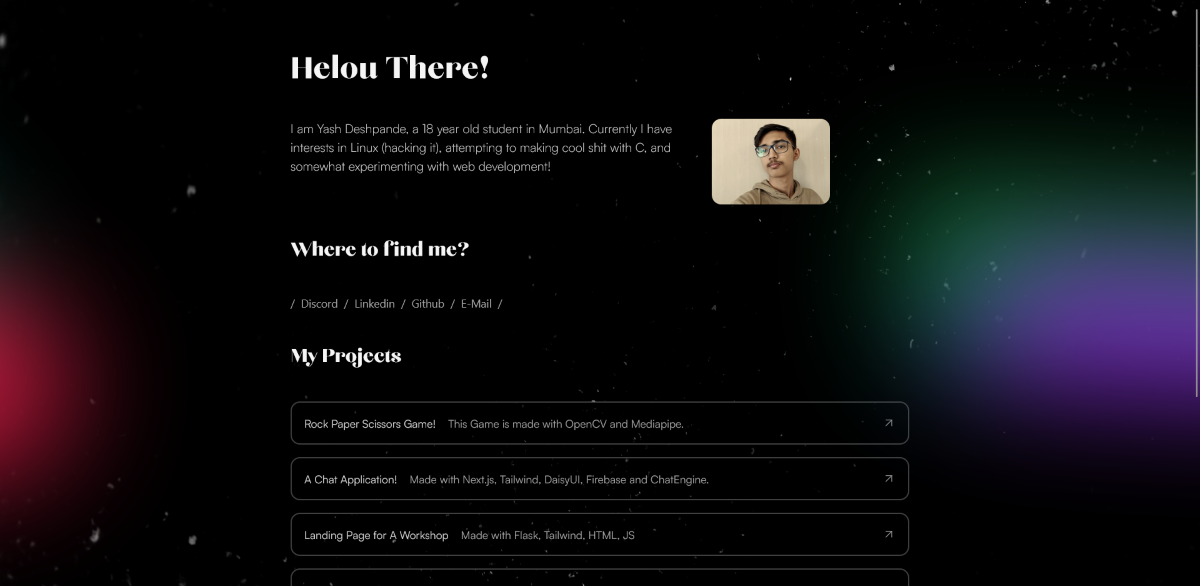 Helou There!
I am Yash Deshpande, a 18 year old student in Mumbai. Currently I have
interests in Linux (hacking it), attempting to making cool shit with C, and
somewhat experimenting with web development!
Where to find me?
/ Discord / Linkedin / Github / E-Mail /
My Projects
Rock Paper Scissors Game! This Game is made with OpenCV and Mediapipe.
A Chat Application! Made with Next.js, Tailwind, DaisyUI, Firebase and ChatEngine.
Landing Page for A Workshop Made with Flask, Tailwind, HTML, JS